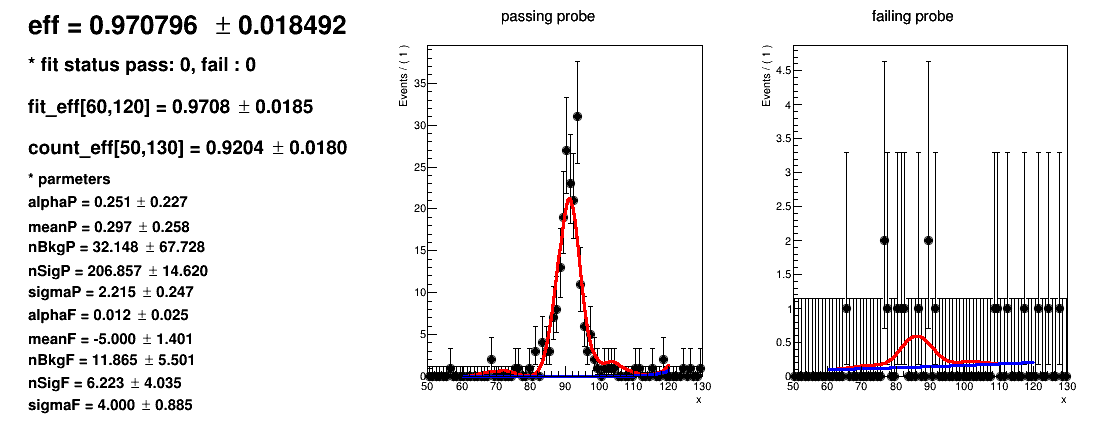 eff = 0.970796 ± 0.018492
* fit status pass: 0, fail : 0
fit_eff[60,120] = 0.9708 ± 0.0185
count_eff[50,130] = 0.9204 ± 0.0180
* parmeters
alphaP = 0.251 ± 0.227
meanP = 0.297 ± 0.258
nBkgP = 32.148 ± 67.728
nSigP = 206.857 ± 14.620
sigmaP = 2.215 ± 0.247
alphaF = 0.012 ± 0.025
meanF = -5.000 ± 1.401
nBkgF = 11.865 ± 5.501
nSigF = 6.223 ± 4.035
sigmaF = 4.000 ± 0.885
passing probe
Events / ( 1 )
35
30
25
20
15
10
5
0
50 60 70 80 90 100 110 120 130
x
failing probe
Events / ( 1 )
4.5
4
3.5
3
2.5
2
1.5
1
0.5
0
50 60 70 80 90 100 110 120 130
x